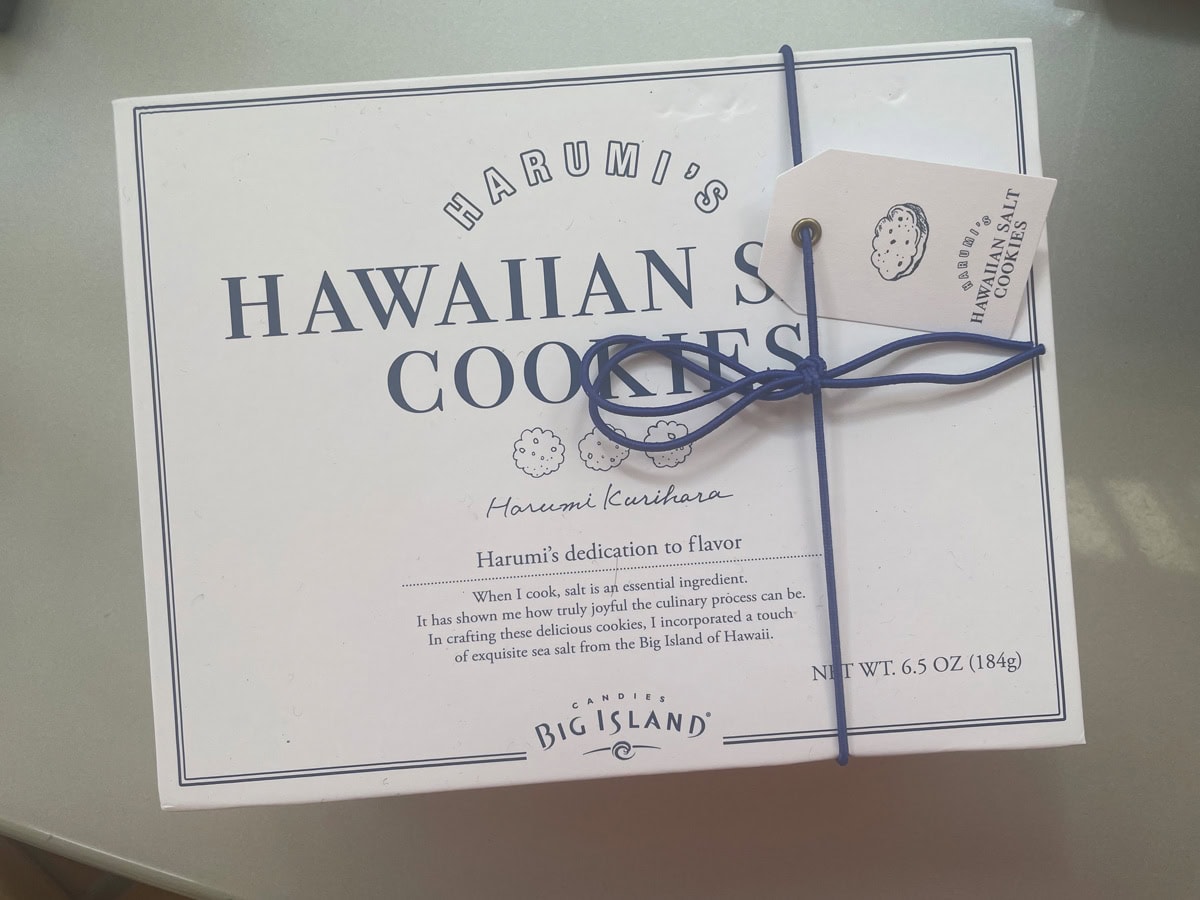 HARUMI'S
HAWAIIAN S
COOKIES
Harumi Kurihara
Harumi's dedication to flavor
When I cook, salt is an essential ingredient.
It has shown me how truly joyful the culinary process can be.
In crafting these delicious cookies, I incorporated a touch
of exquisite sea salt from the Big Island of Hawaii.
NET WT. 6.5 OZ (184g)
CANDIES
BIG ISLAND®
HARUMI'S
HAWAIIAN SALT
COOKIES